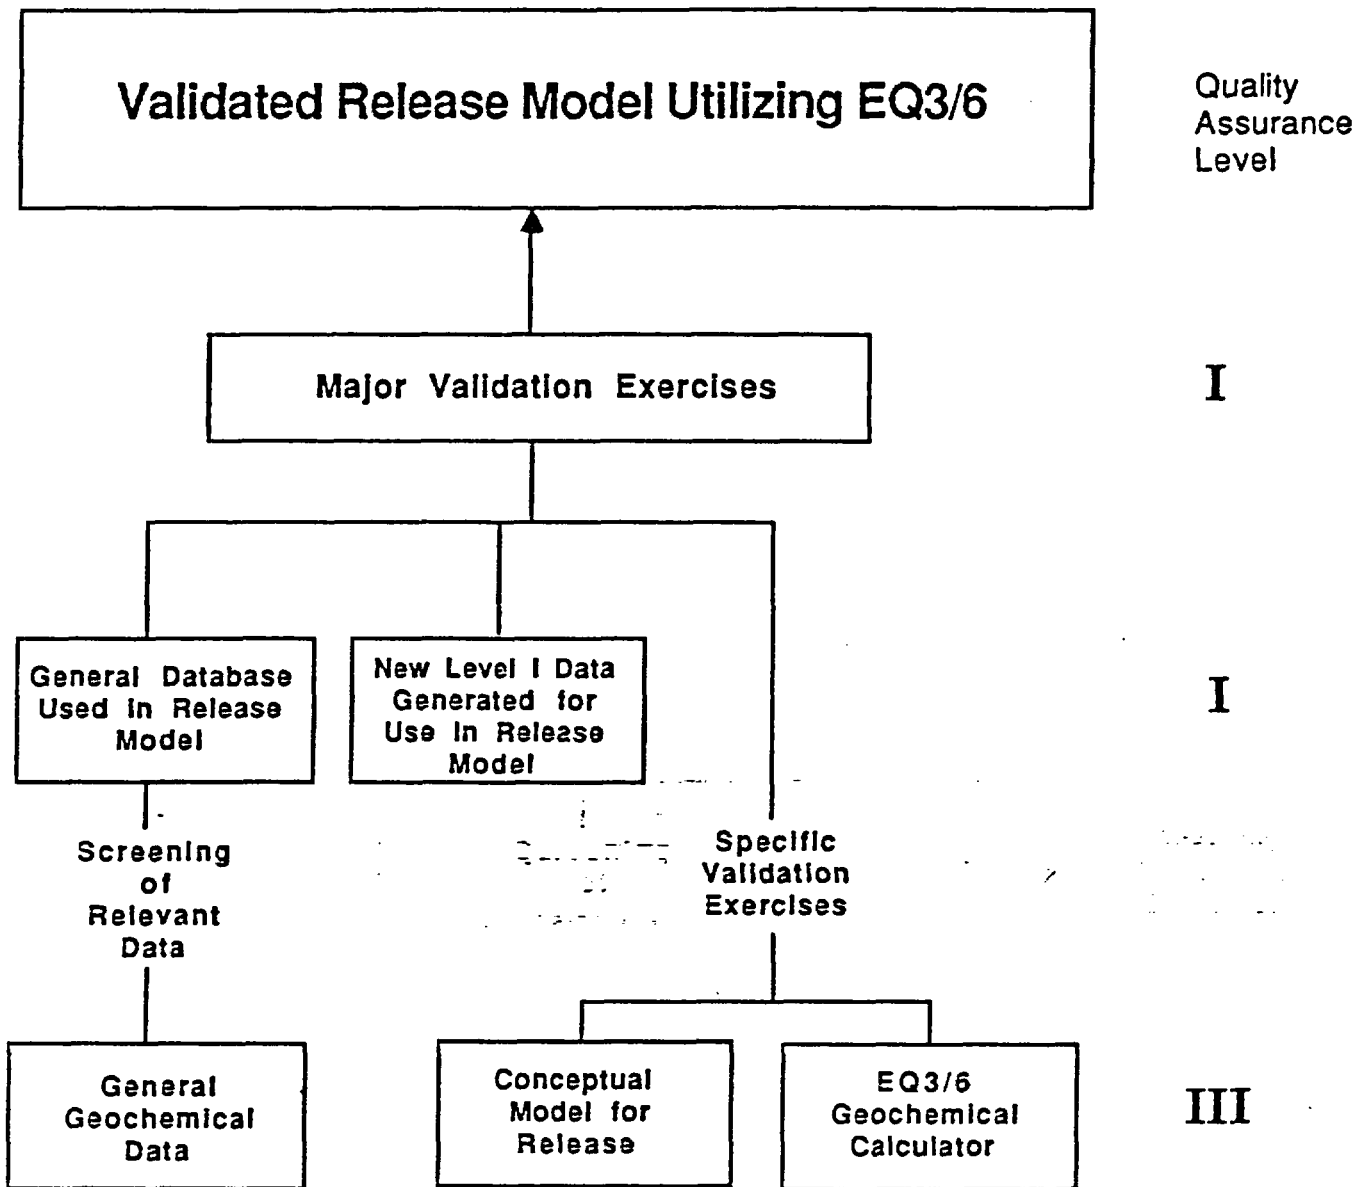 Validated Release Model Utilizing EQ3/6
Quality
Assurance
Level
Major Validation Exercises
I
General Database
Used in Release
Model
New Level I Data
Generated for
Use in Release
Model
I
Screening
of
Relevant
Data
Specific
Validation
Exercises
General
Geochemical
Data
Conceptual
Model for
Release
EQ3/6
Geochemical
Calculator
III